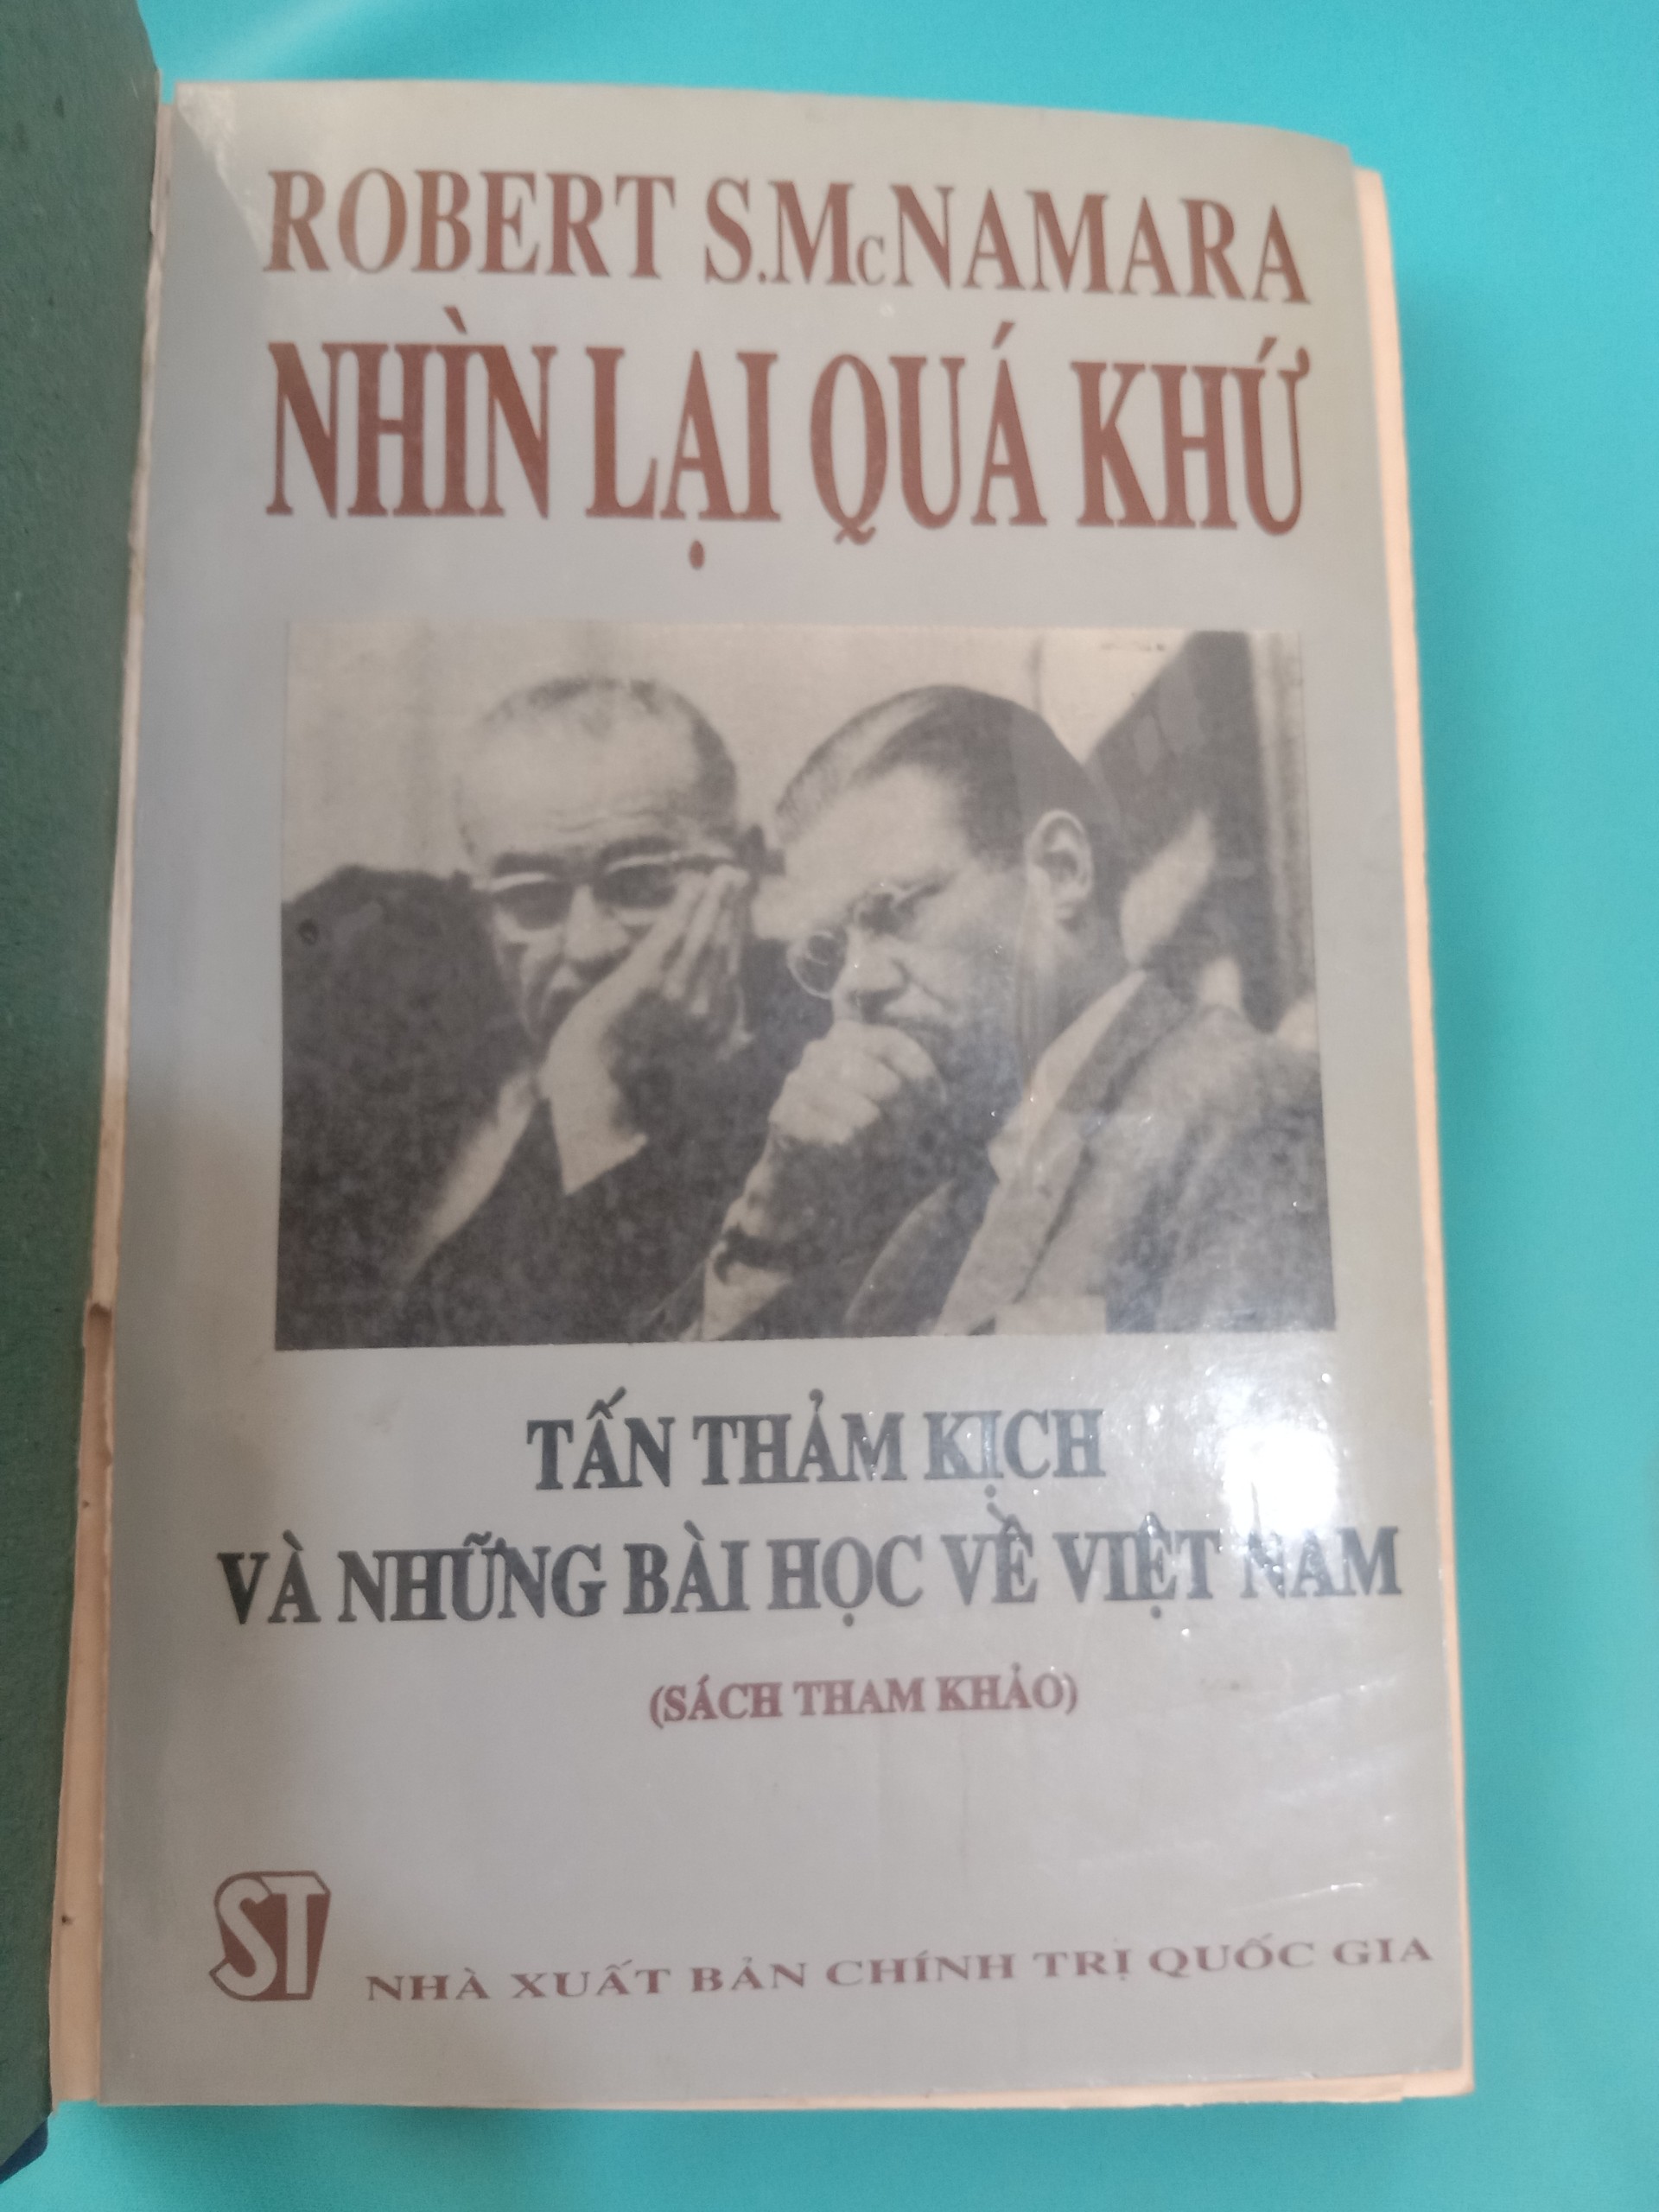 ROBERT S.McNAMARA
NHÌN LẠI QUÁ KHỨ
TẤN THẢM KỊCH
VÀ NHỮNG BÀI HỌC VỀ VIỆT NAM
(SÁCH THAM KHẢO)
ST
NHÀ XUẤT BẢN CHÍNH TRỊ QUỐC GIA